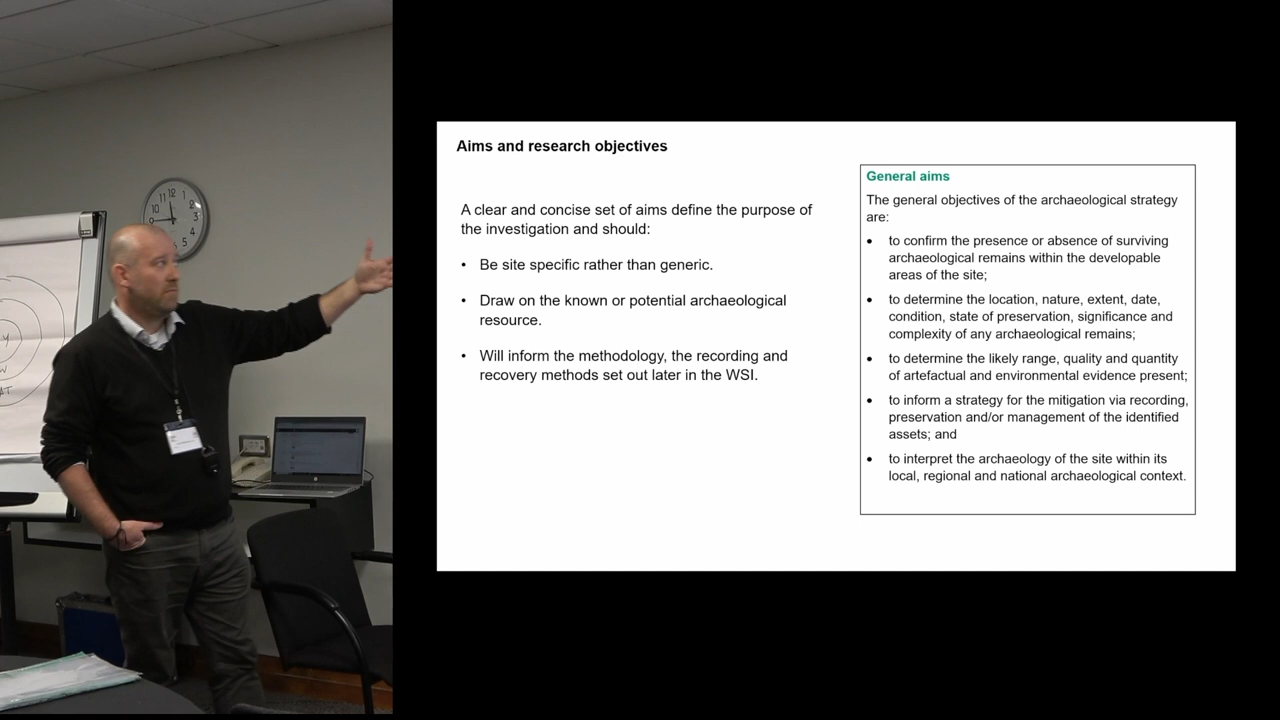 Aims and research objectives
A clear and concise set of aims define the purpose of
the investigation and should:
• Be site specific rather than generic.
• Draw on the known or potential archaeological
resource.
• Will inform the methodology, the recording and
recovery methods set out later in the WSI.
General aims
The general objectives of the archaeological strategy
are:
• to confirm the presence or absence of surviving
archaeological remains within the developable
areas of the site;
• to determine the location, nature, extent, date,
condition, state of preservation, significance and
complexity of any archaeological remains;
• to determine the likely range, quality and quantity
of artefactual and environmental evidence present;
• to inform a strategy for the mitigation via recording,
preservation and/or management of the identified
assets; and
• to interpret the archaeology of the site within its
local, regional and national archaeological context.